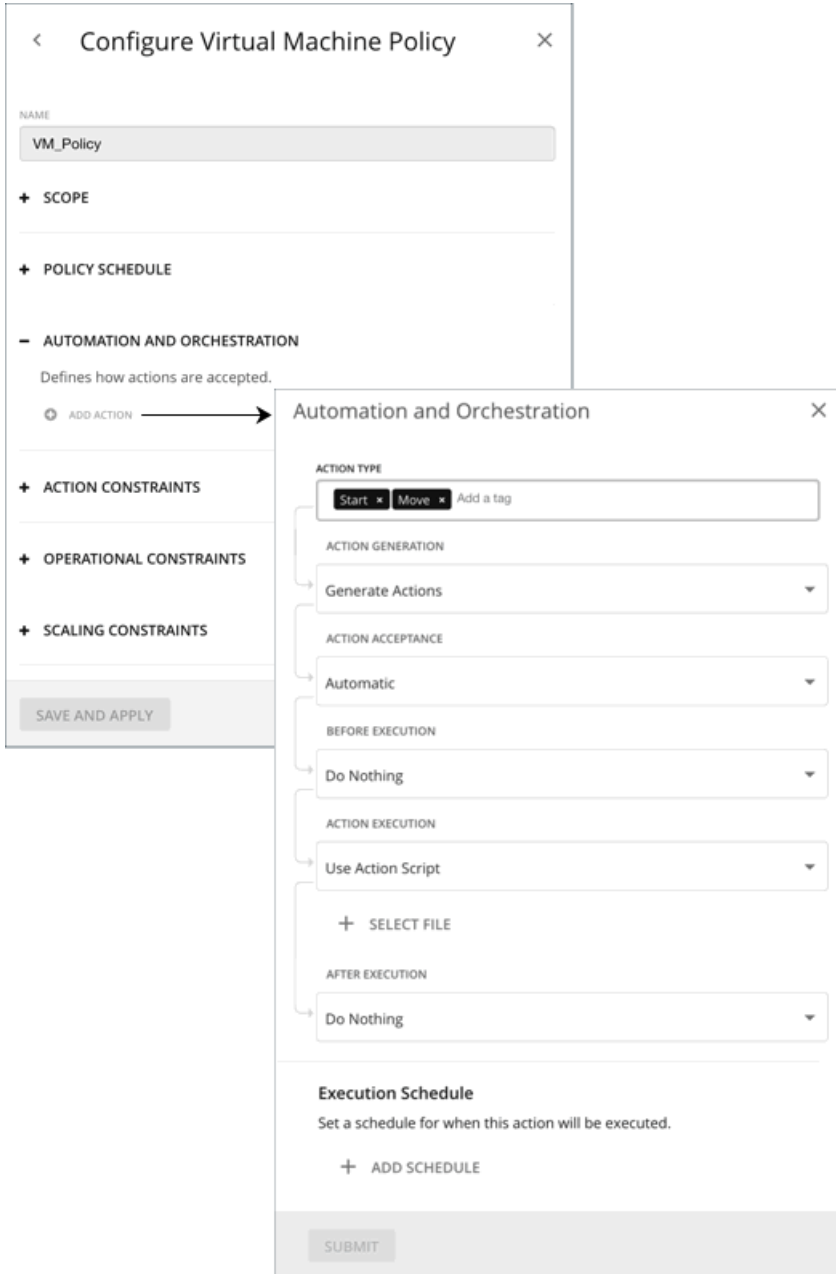 Configure Virtual Machine Policy
NAME
VM_Policy
SCOPE
POLICY SCHEDULE
AUTOMATION AND ORCHESTRATION
Defines how actions are accepted.
ADD ACTION
ACTION CONSTRAINTS
OPERATIONAL CONSTRAINTS
SCALING CONSTRAINTS
SAVE AND APPLY
Automation and Orchestration
ACTION TYPE
Start × Move × Add a tag
ACTION GENERATION
Generate Actions
ACTION ACCEPTANCE
Automatic
BEFORE EXECUTION
Do Nothing
ACTION EXECUTION
Use Action Script
SELECT FILE
AFTER EXECUTION
Do Nothing
Execution Schedule
Set a schedule for when this action will be executed.
ADD SCHEDULE
SUBMIT